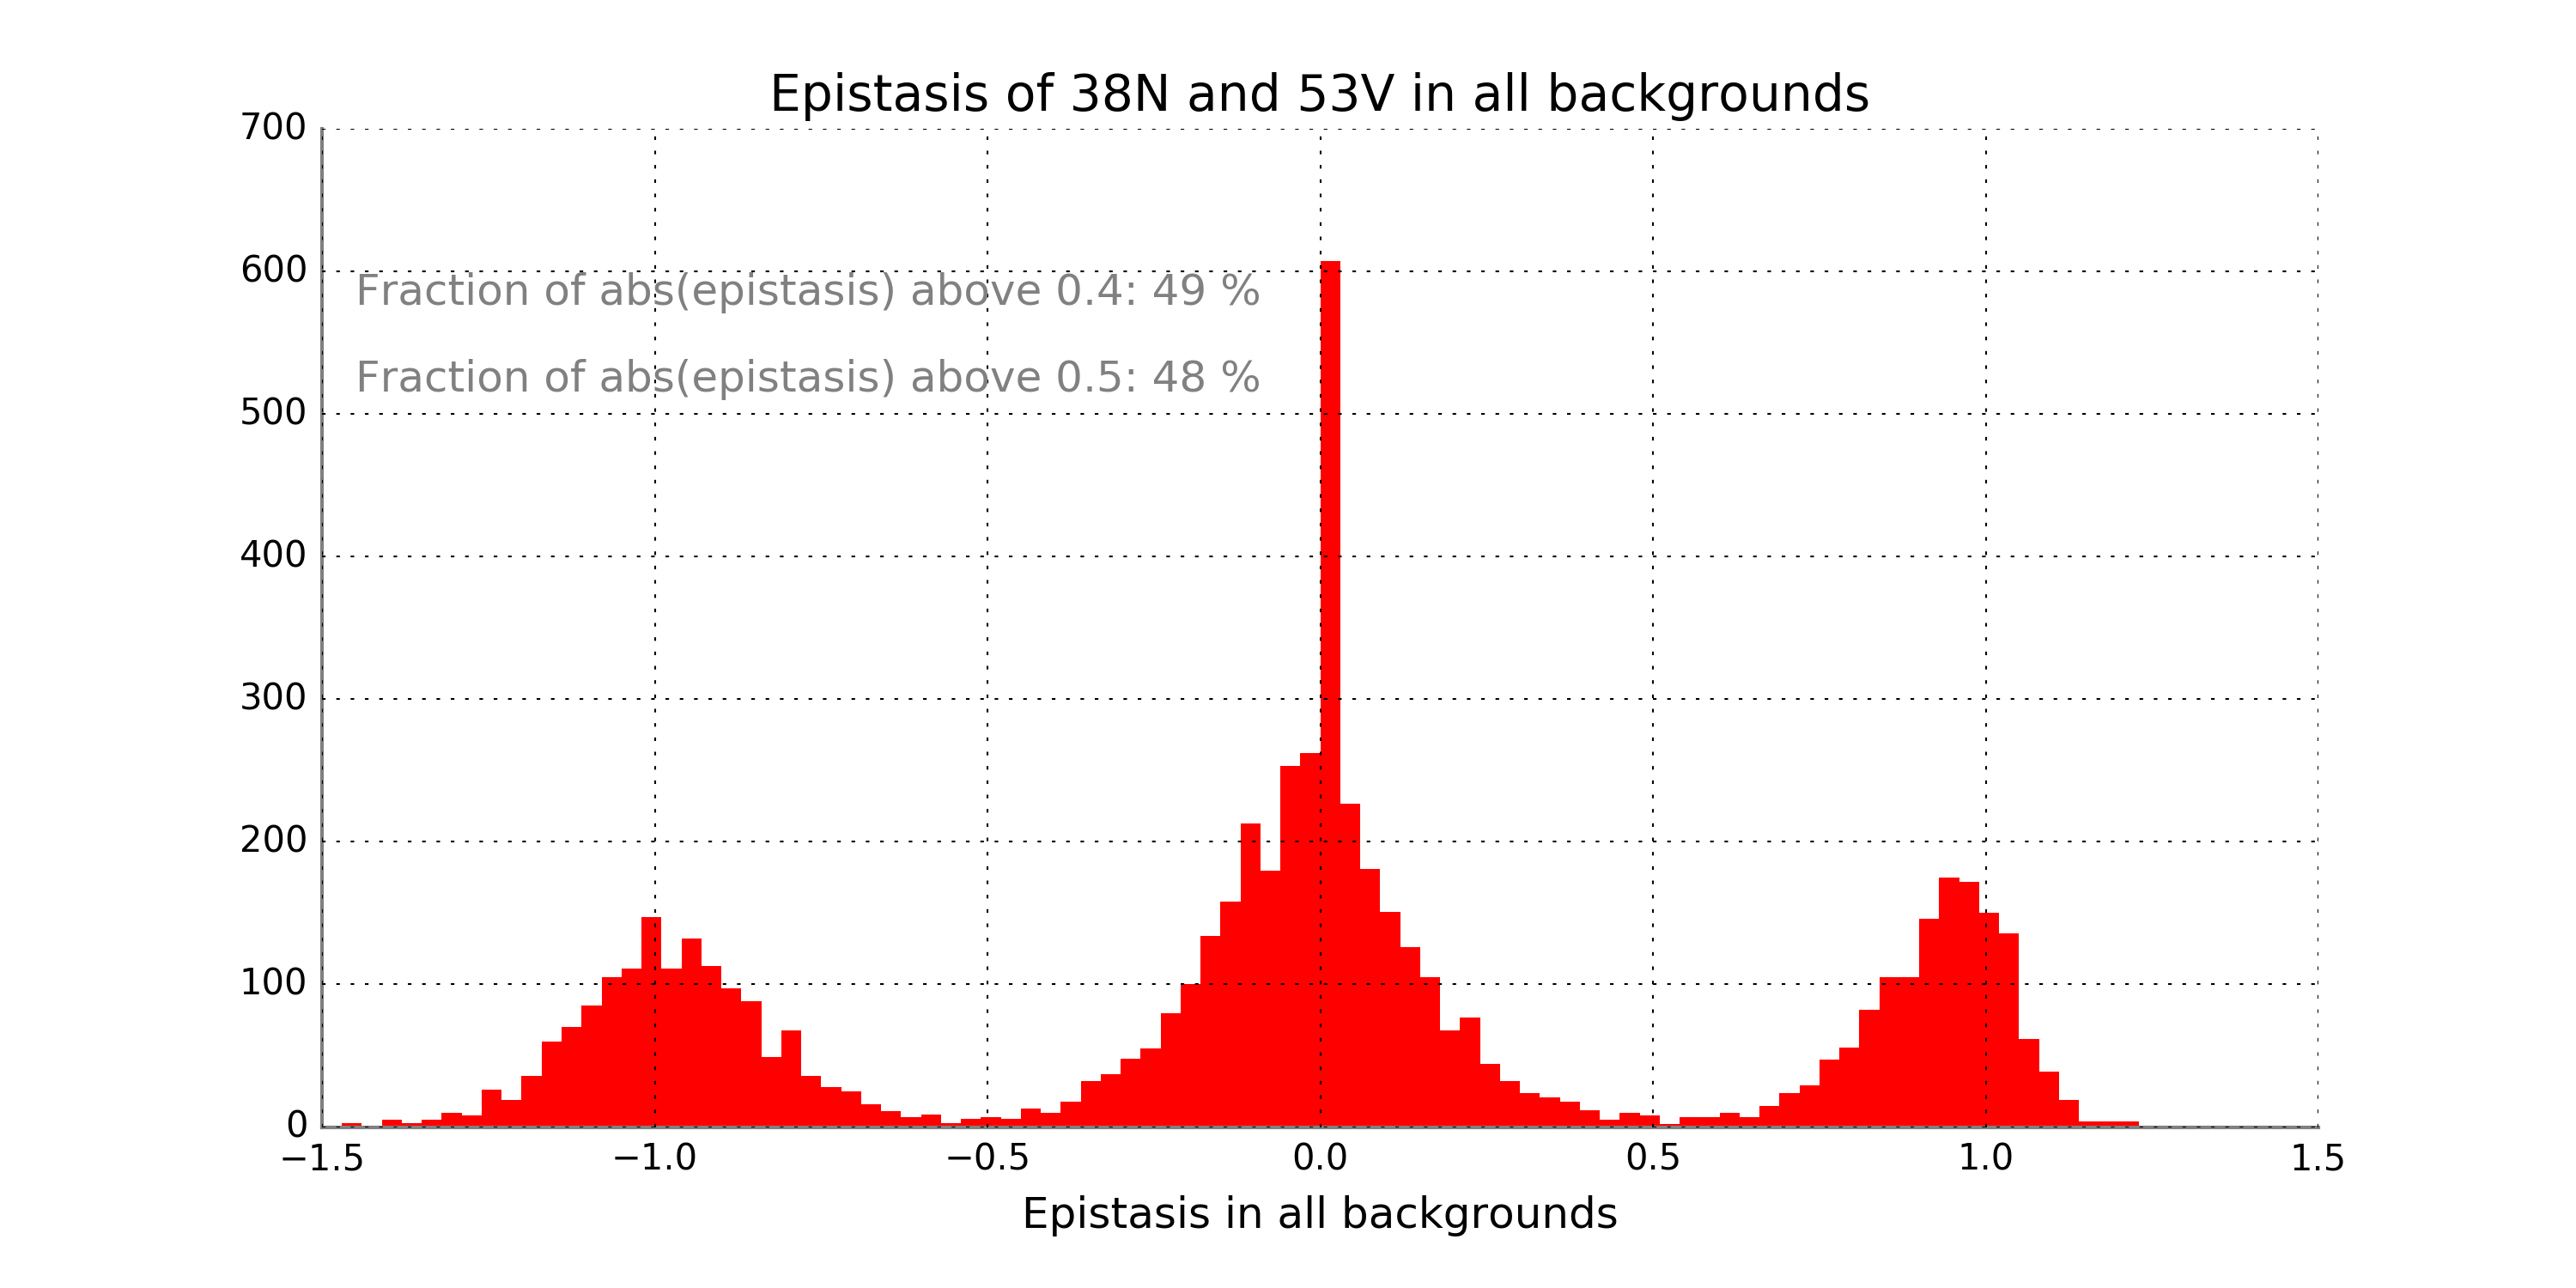 Epistasis of 38N and 53V in all backgrounds
700
600
Fraction of abs(epistasis) above 0.4: 49 %
Fraction of abs(epistasis) above 0.5: 48 %
500
400
300
200
100
0
−1.5 −1.0 −0.5 0.0 0.5 1.0 1.5
Epistasis in all backgrounds